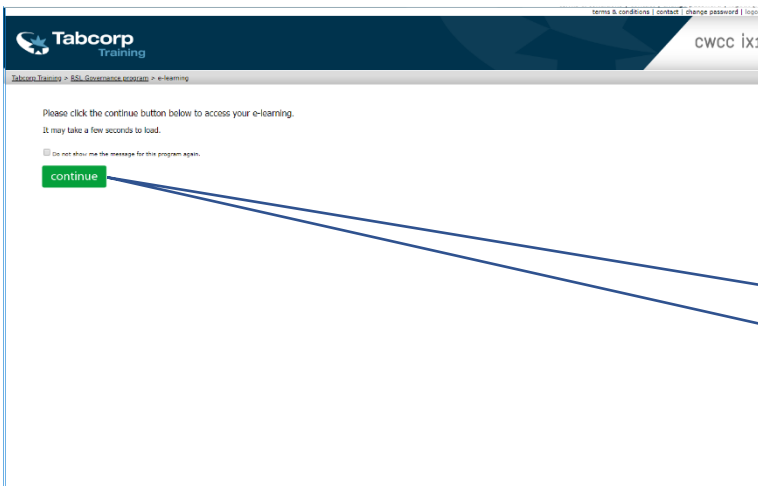 terms & conditions | contact | change password | logo
Tabcorp
Training
cwcc ix1
Tabcorp Training > RSL Governance program > e-learning
Please click the continue button below to access your e-learning.
It may take a few seconds to load.
Do not show me the message for this program again.
continue